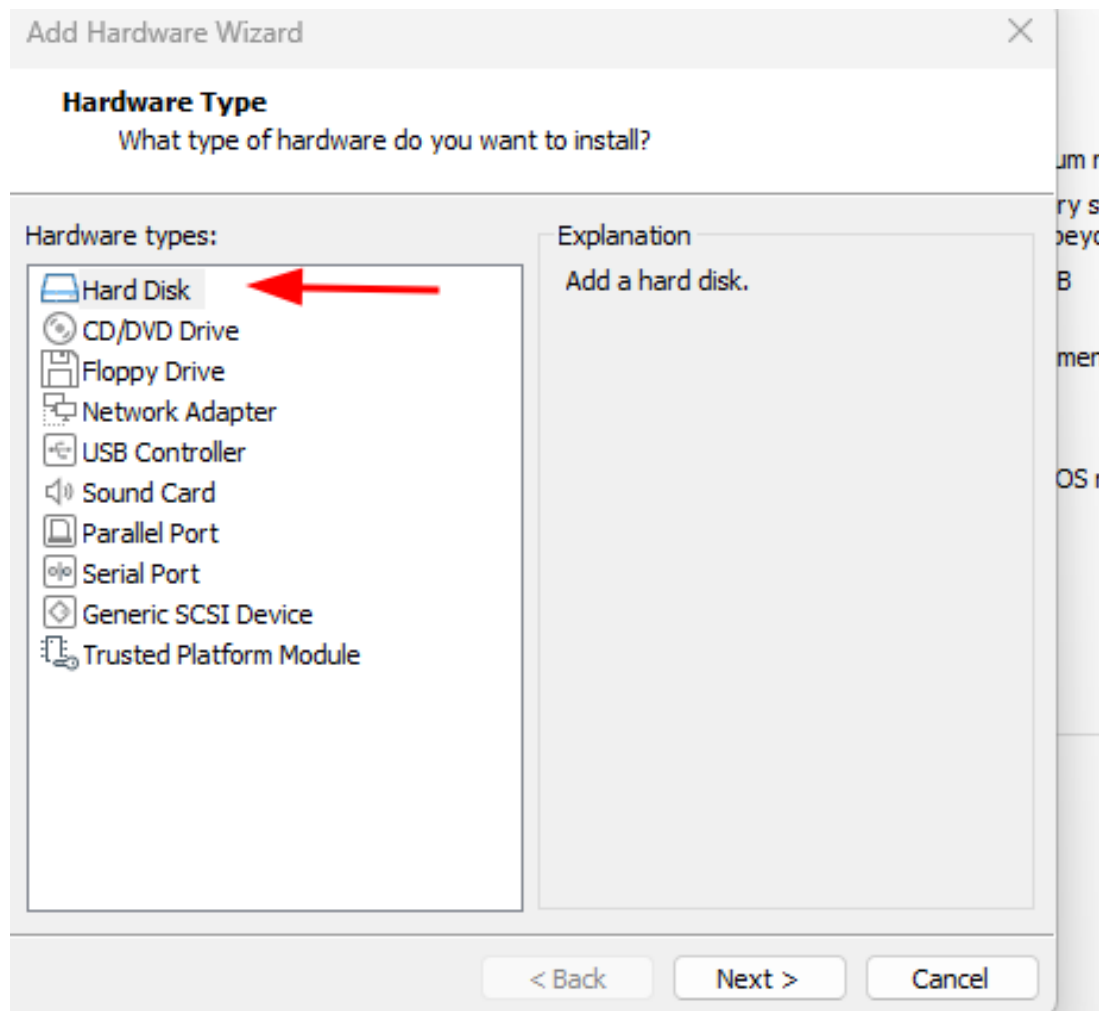 Add Hardware Wizard
Hardware Type
What type of hardware do you want to install?
Hardware types:
Hard Disk
CD/DVD Drive
Floppy Drive
Network Adapter
USB Controller
Sound Card
Parallel Port
Serial Port
Generic SCSI Device
Trusted Platform Module
Explanation
Add a hard disk.
< Back
Next >
Cancel
B
OS